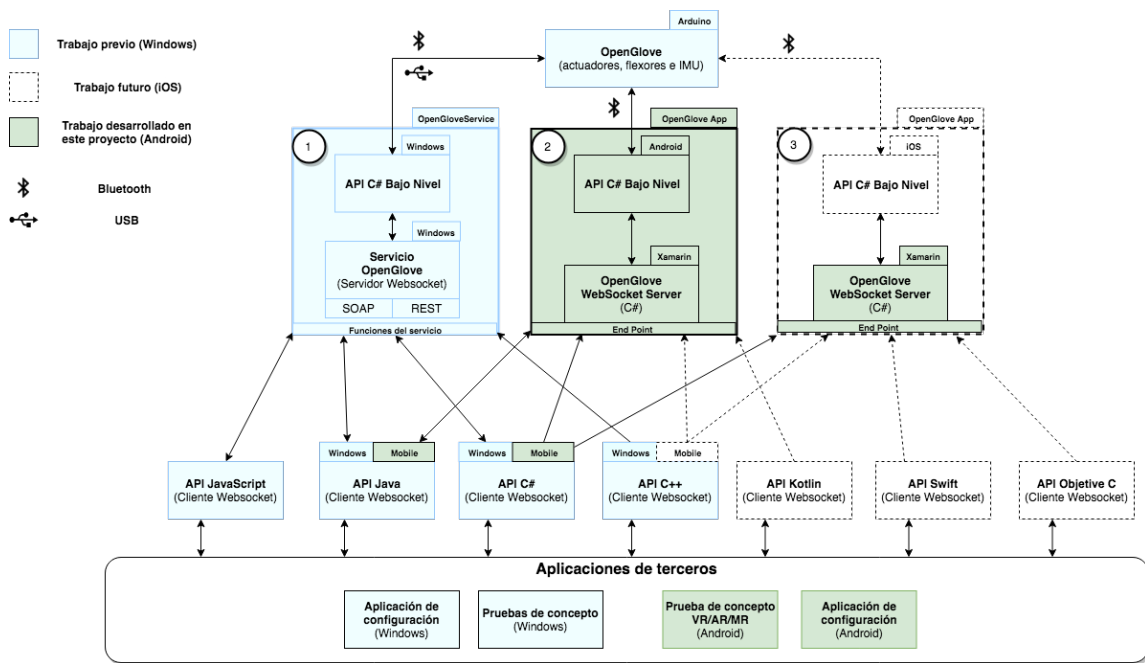 Arduino
OpenGlove
(actuadores, flexores e IMU)
Trabajo previo (Windows)
Trabajo futuro (iOS)
Trabajo desarrollado en
este proyecto (Android)
Bluetooth
USB
OpenGloveService
1
Windows
API C# Bajo Nivel
Windows
Servicio
OpenGlove
(Servidor Websocket)
SOAP
REST
Funciones del servicio
OpenGlove App
2
Android
API C# Bajo Nivel
Xamarin
OpenGlove
WebSocket Server
(C#)
End Point
OpenGlove App
3
iOS
API C# Bajo Nivel
Xamarin
OpenGlove
WebSocket Server
(C#)
End Point
API JavaScript
(Cliente Websocket)
Windows
Mobile
API Java
(Cliente Websocket)
Windows
Mobile
API C#
(Cliente Websocket)
Windows
Mobile
API C++
(Cliente Websocket)
API Kotlin
(Cliente Websocket)
API Swift
(Cliente Websocket)
API Objetive C
(Cliente Websocket)
Aplicaciones de terceros
Aplicación de
configuración
(Windows)
Pruebas de concepto
(Windows)
Prueba de concepto
VR/AR/MR
(Android)
Aplicación de
configuración
(Android)